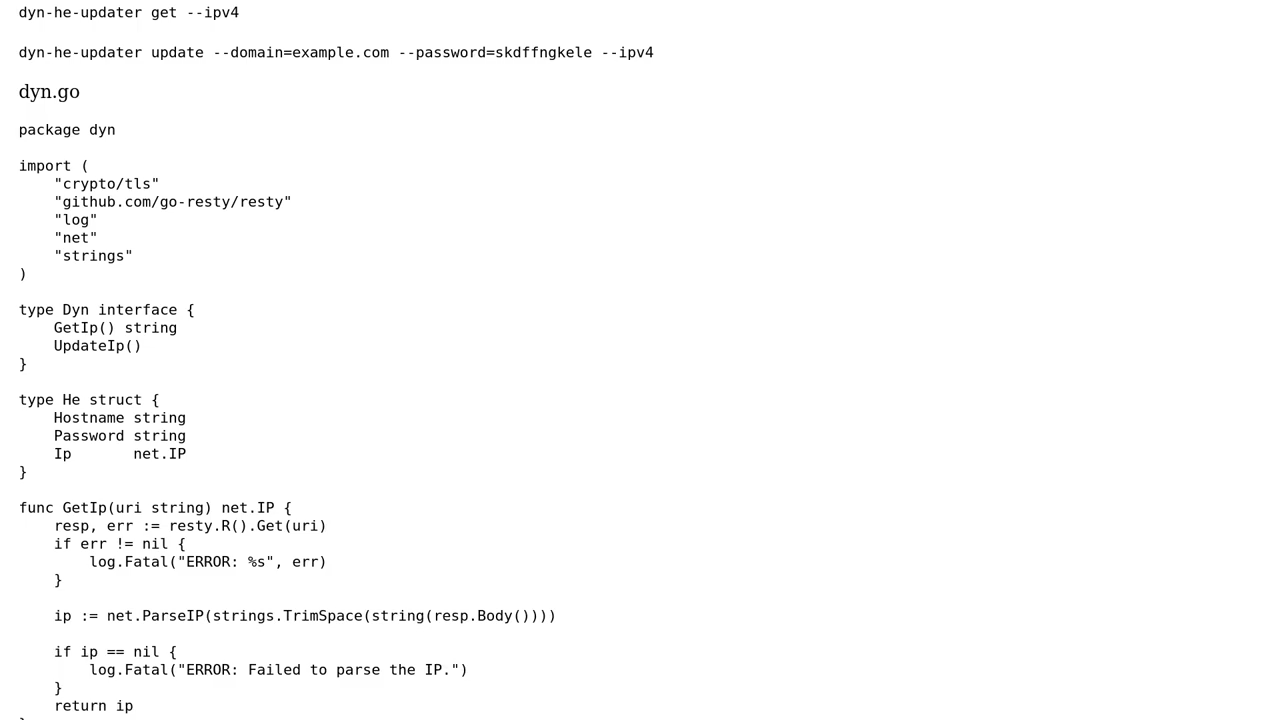 dyn-he-updater get --ipv4
dyn-he-updater update --domain=example.com --password=skdffngkele --ipv4
dyn.go
package dyn
import (
    "crypto/tls"
    "github.com/go-resty/resty"
    "log"
    "net"
    "strings"
)
type Dyn interface {
    GetIp() string
    UpdateIp()
}
type He struct {
    Hostname string
    Password string
    Ip       net.IP
}
func GetIp(uri string) net.IP {
    resp, err := resty.R().Get(uri)
    if err != nil {
        log.Fatal("ERROR: %s", err)
    }
    ip := net.ParseIP(strings.TrimSpace(string(resp.Body())))
    if ip == nil {
        log.Fatal("ERROR: Failed to parse the IP.")
    }
    return ip
}